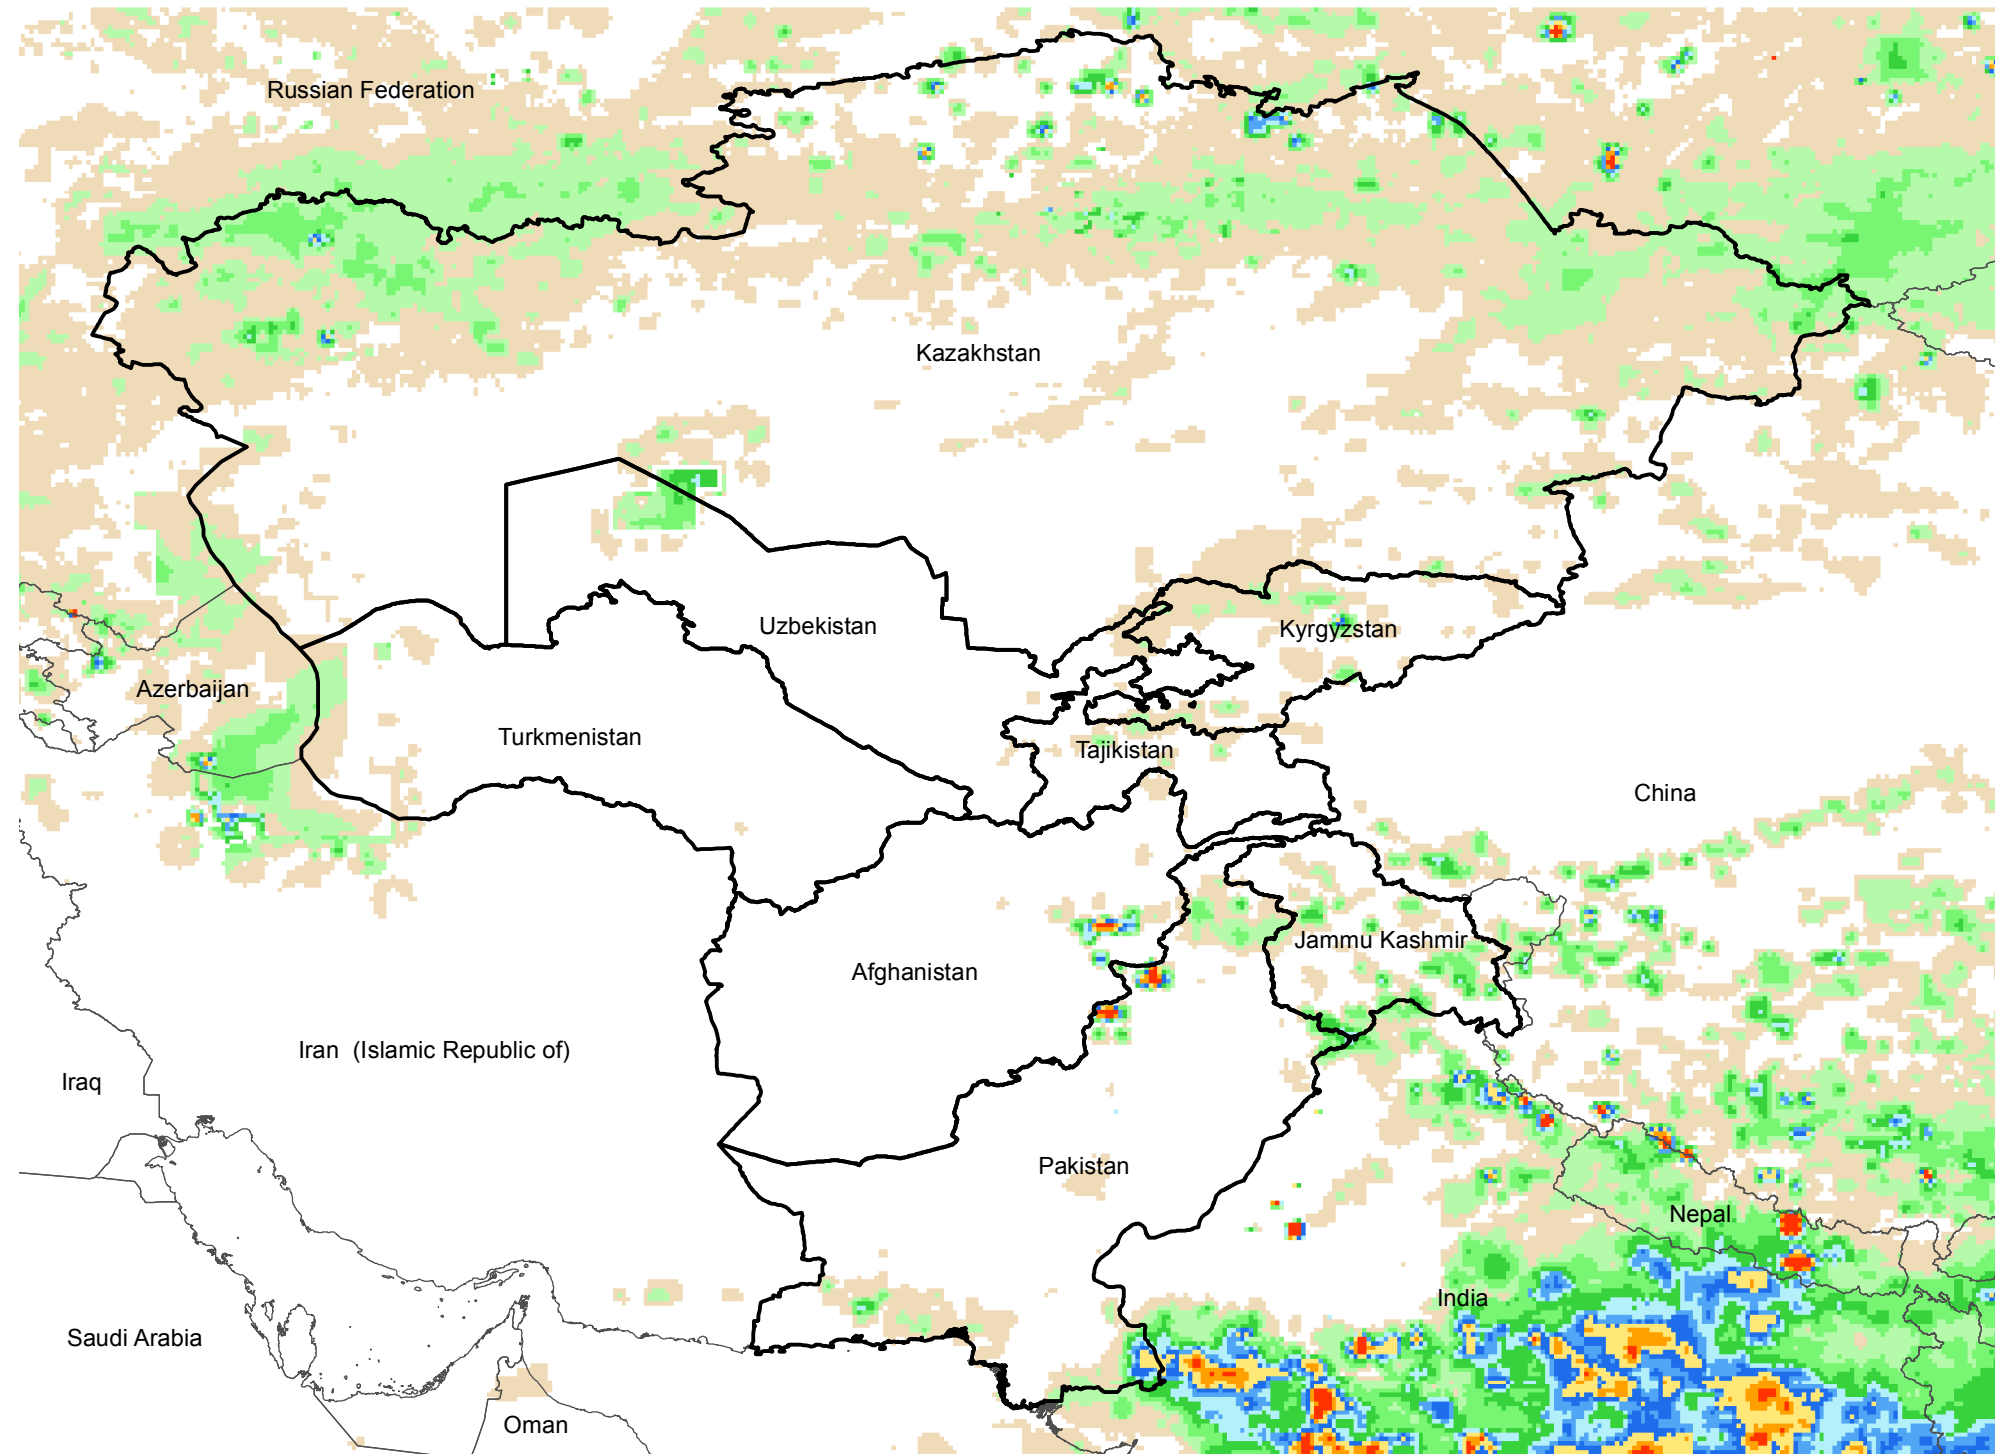 Russian Federation
Kazakhstan
Uzbekistan
Kyrgyzstan
Azerbaijan
Turkmenistan
Tajikistan
China
Jammu Kashmir
Afghanistan
Iran  (Islamic Republic of)
Iraq
Pakistan
Nepal
India
Saudi Arabia
Oman